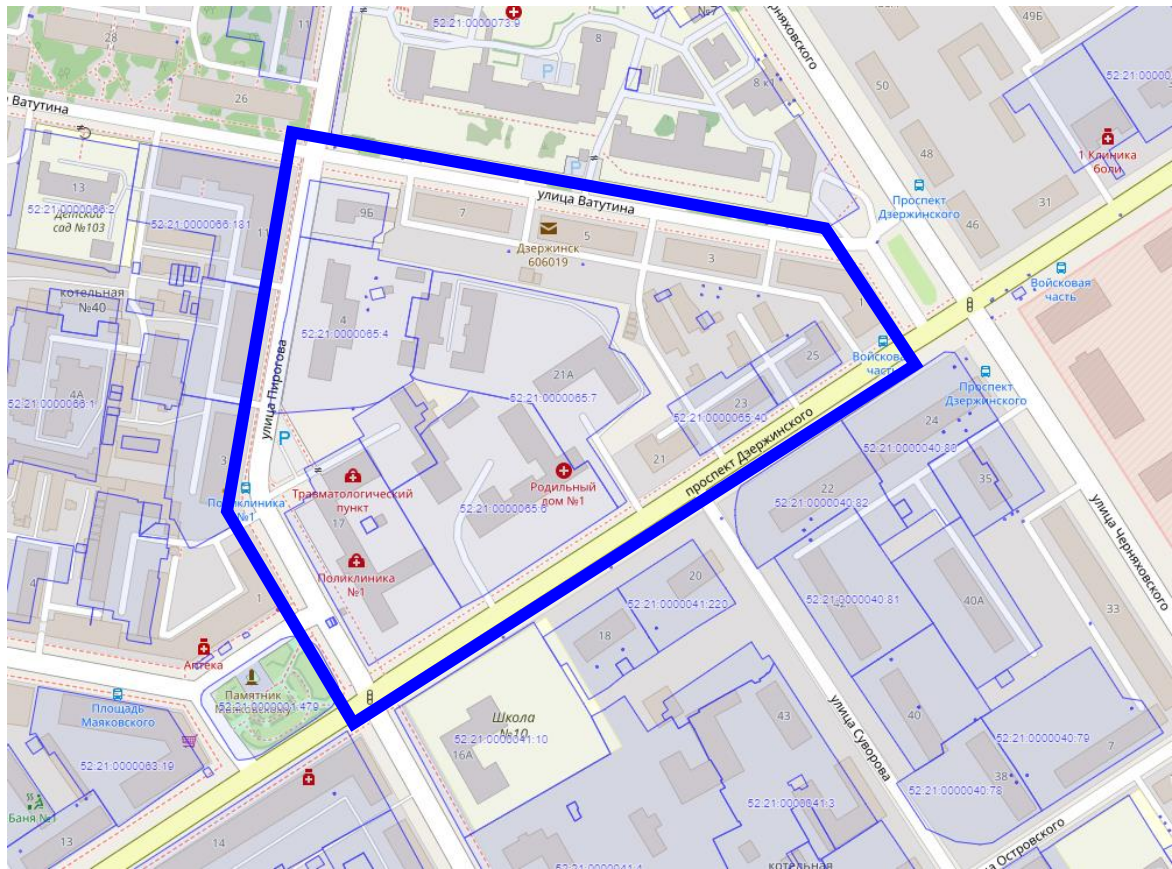 №7
52:21:0000073:9
11
28
8
P
49Б
50
52:21:0000
Черняховского
26
8 к1
Ватутина
48
1 Клиника
боли
P
13
Детский
сад №103
52:21:0000066:2
улица Ватутина
Проспект
Дзержинского
31
46
9Б
7
5
3
Дзержинск
606019
52:21:0000066:181
11
Войсковая
часть
котельная
№40
1
4
52:21:0000065:4
улица Пирогова
25
Войсковая
часть
21А
Проспект
Дзержинского
4А
52:21:0000066:1
52:21:0000065:7
23
52:21:0000065:40
24
P
3
21
52:21:0000040:80
35
проспект Дзержинского
Травматологический
пункт
Родильный
дом №1
22
Поликлиника
№1
17
52:21:0000065:6
52:21:0000040:82
улица Черняховского
Поликлиника
№1
4
1
20
42
52:21:0000040:81
40А
33
52:21:0000041:220
18
Аптека
Памятник
Маяковскому
52:21:0000001:479
Площадь
Маяковского
Школа
№10
52:21:0000041:10
16А
43
улица Суворова
40
52:21:0000040:79
7
52:21:0000063:19
38
52:21:0000040:78
Баня №1
52:21:0000041:3
13
14
52:21:0000041:4
котельная
Островского